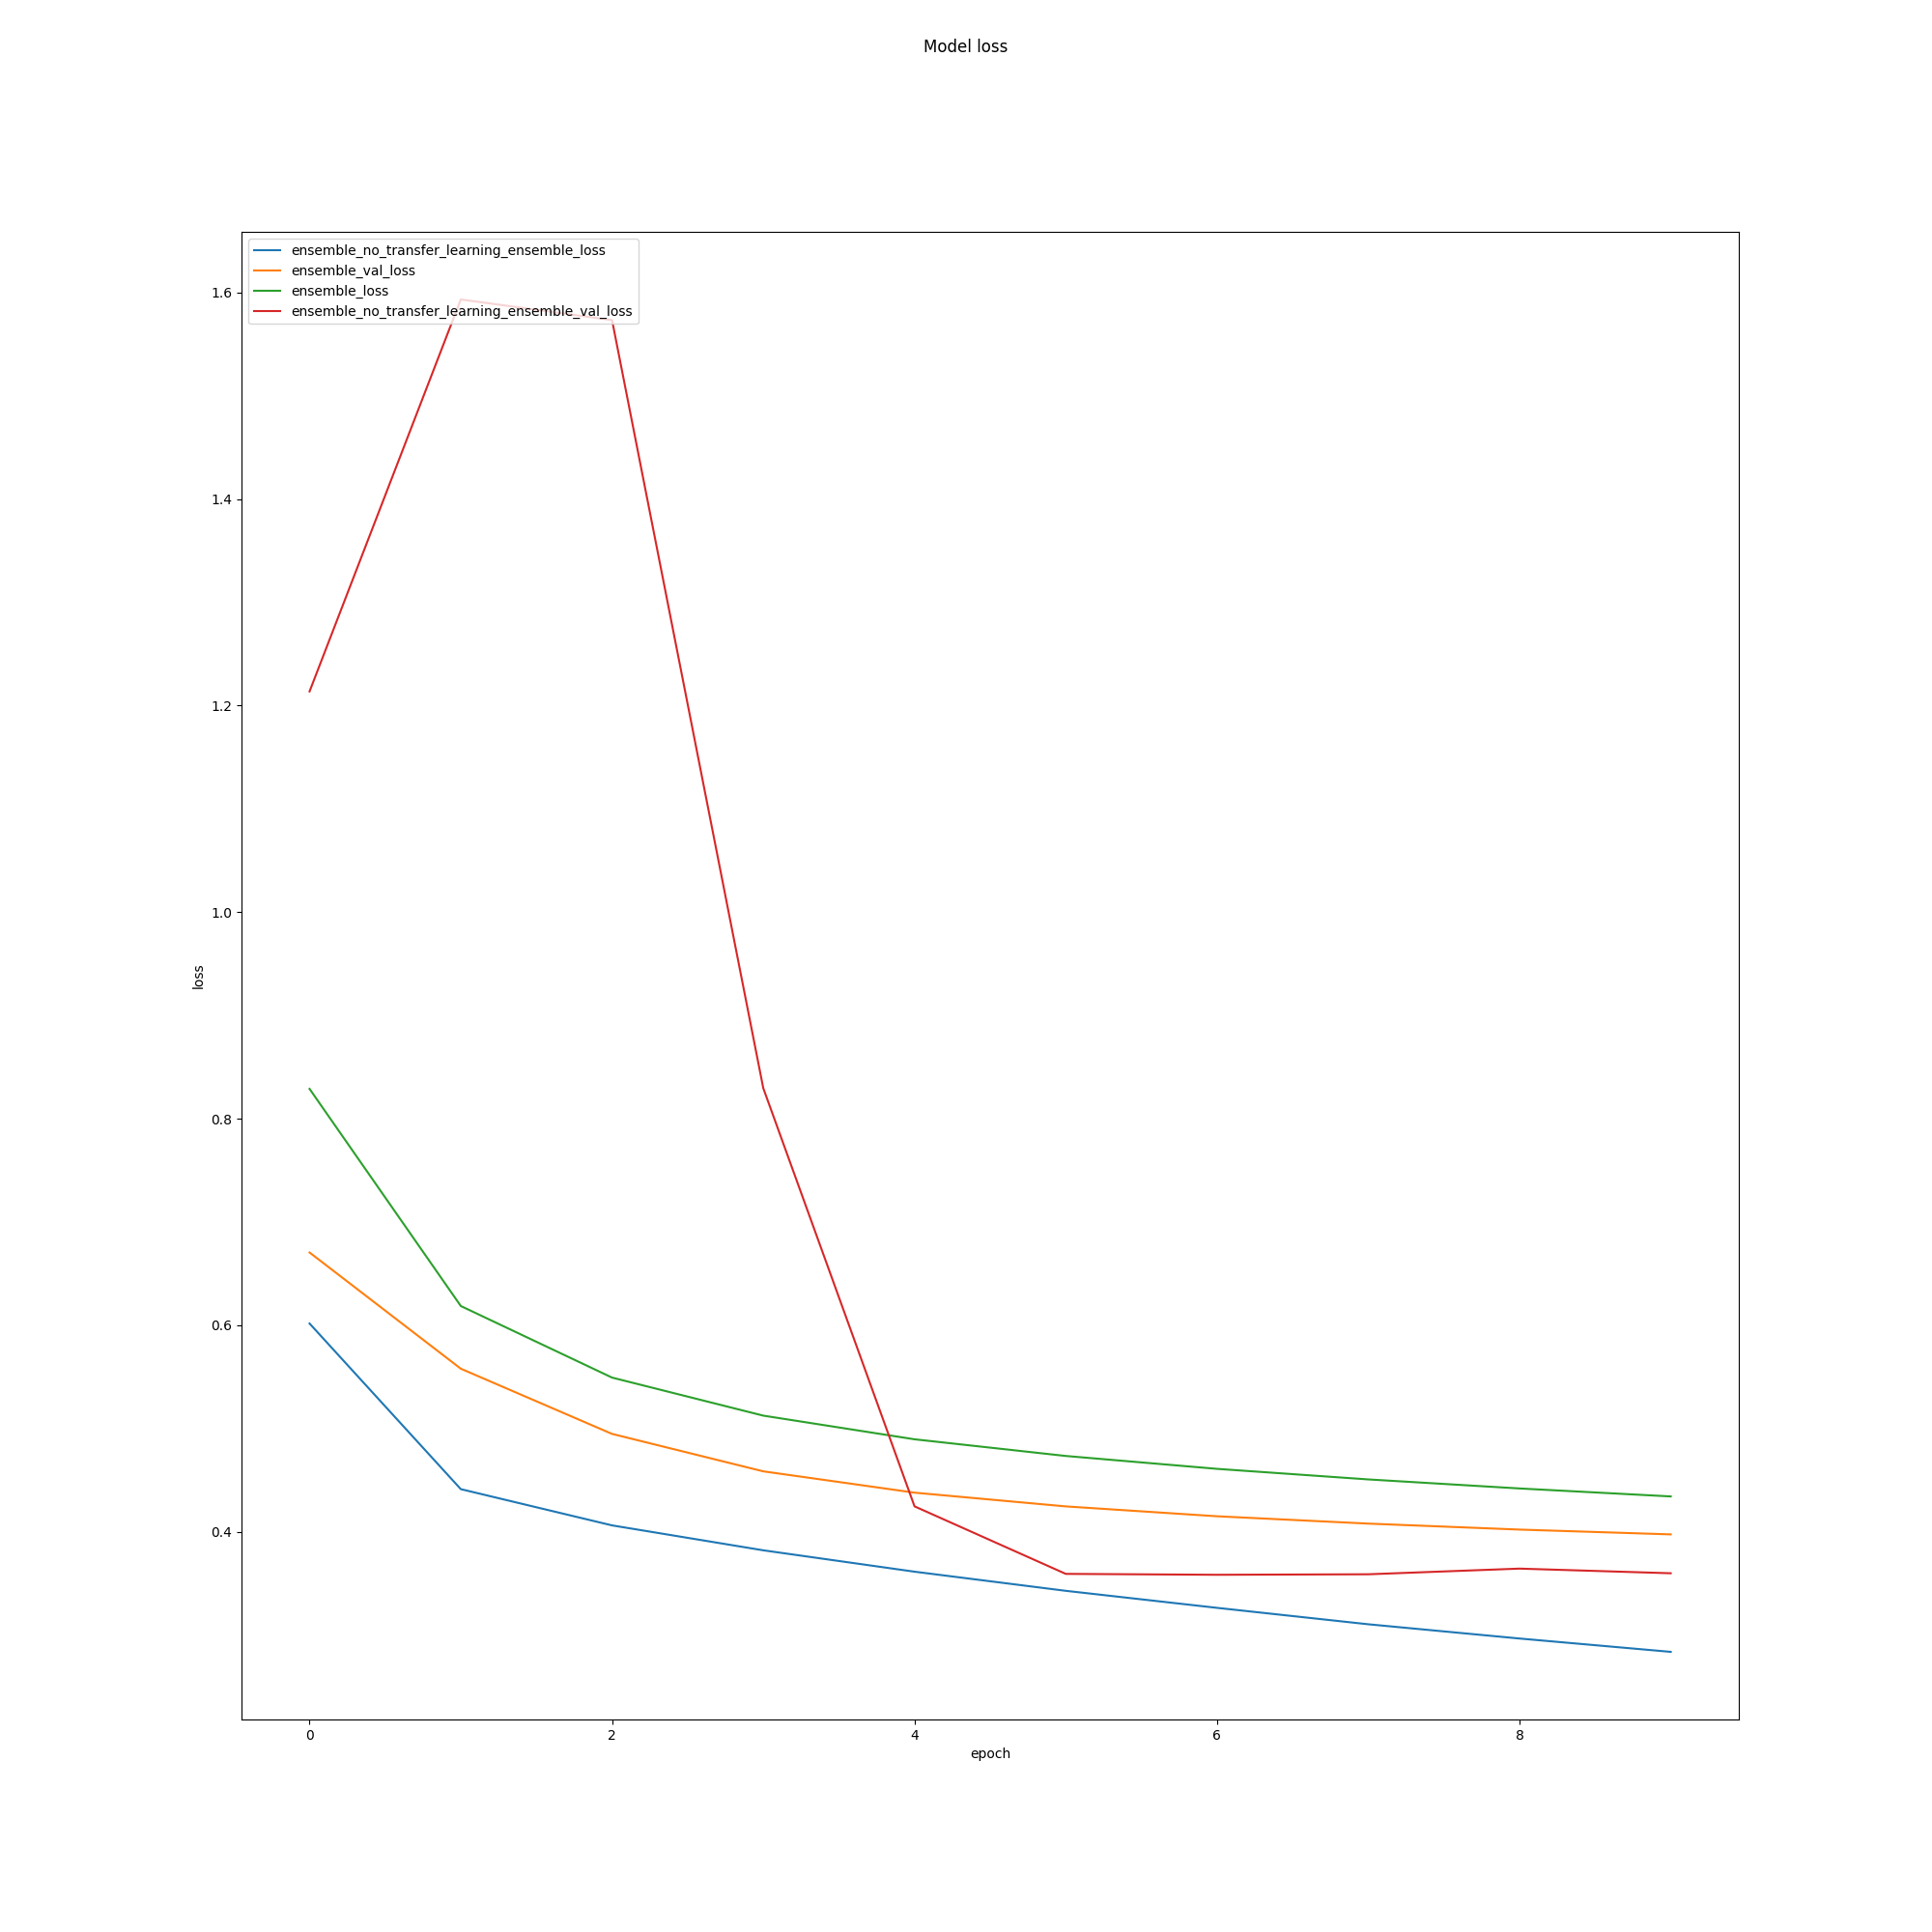 Model loss
ensemble_no_transfer_learning_ensemble_loss
ensemble_val_loss
ensemble_loss
ensemble_no_transfer_learning_ensemble_val_loss
1.6
1.4
1.2
1.0
0.8
0.6
0.4
loss
0 2 4 6 8
epoch